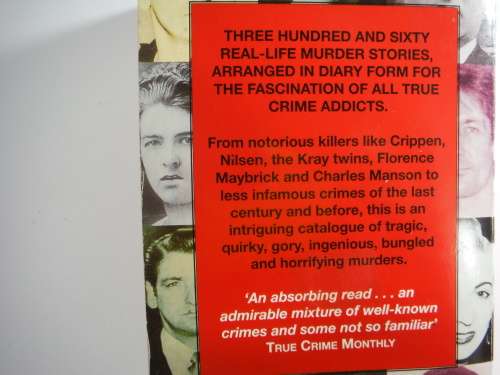 THREE HUNDRED AND SIXTY
REAL-LIFE MURDER STORIES,
ARRANGED IN DIARY FORM FOR
THE FASCINATION OF ALL TRUE
CRIME ADDICTS.
From notorious killers like Crippen,
Nilsen, the Kray twins, Florence
Maybrick and Charles Manson to
less infamous crimes of the last
century and before, this is an
intriguing catalogue of tragic,
quirky, gory, ingenious, bungled
and horrifying murders.
‘An absorbing read . . . an
admirable mixture of well-known
crimes and some not so familiar’
TRUE CRIME MONTHLY